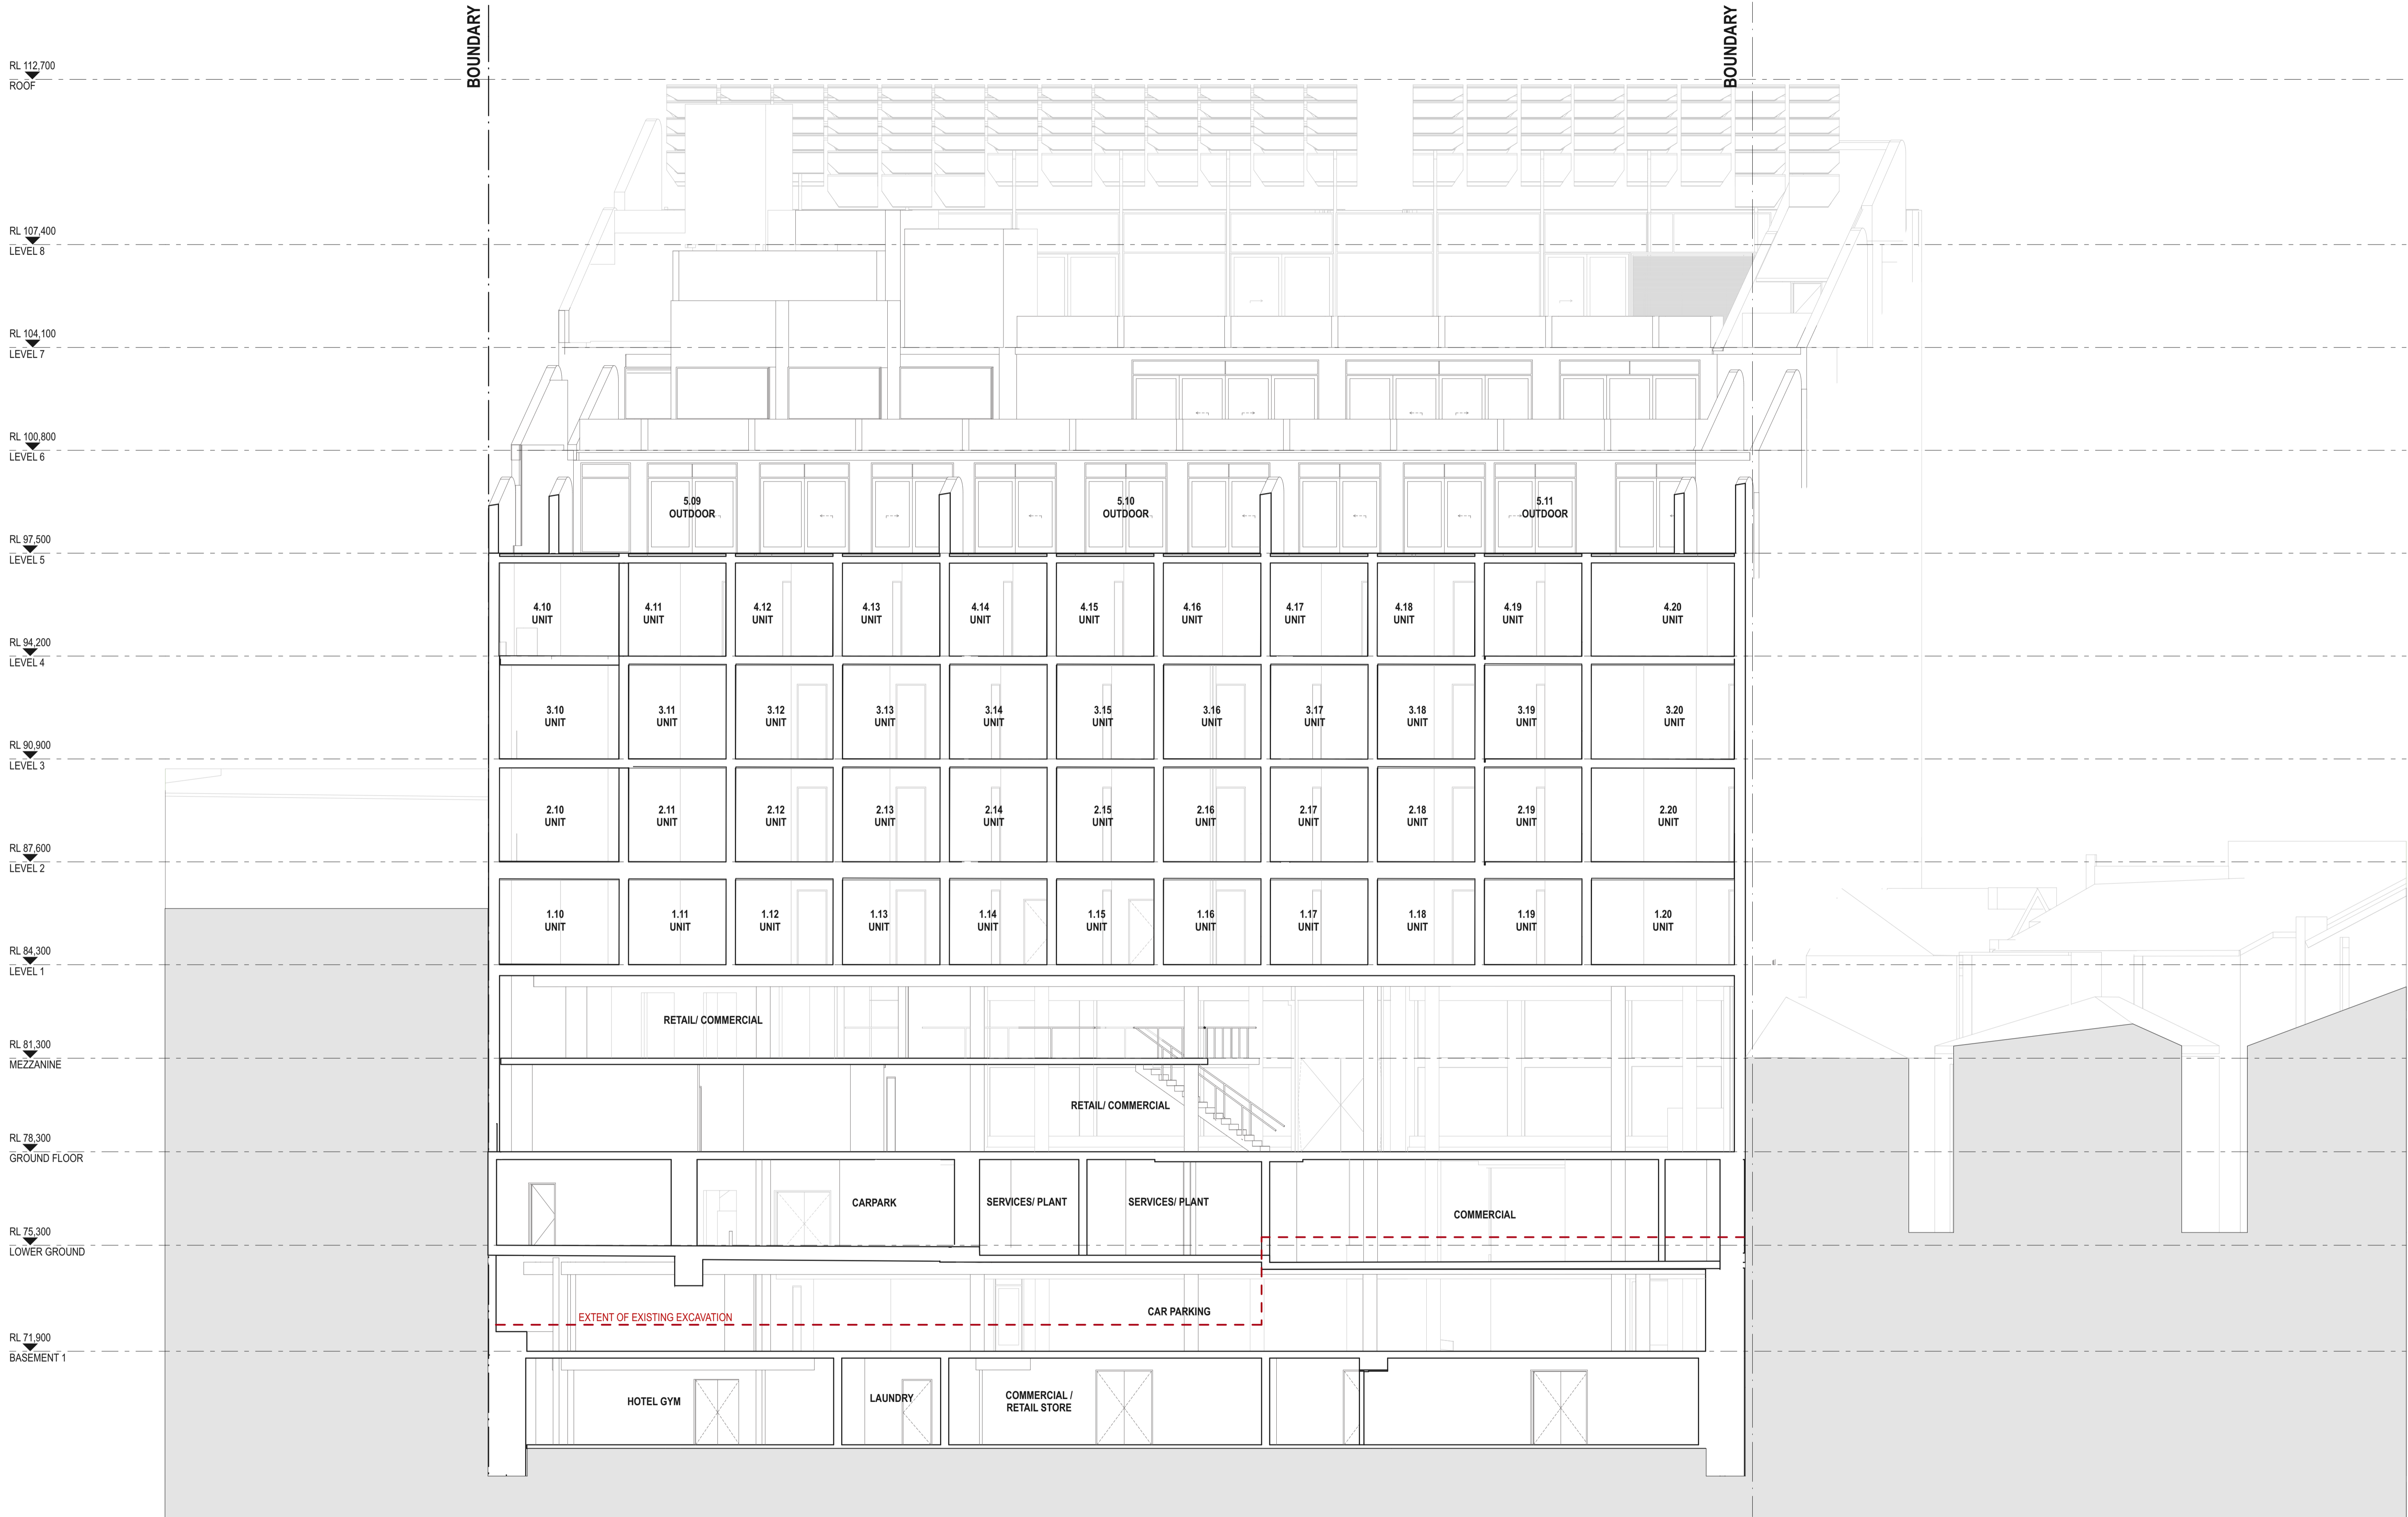 BOUNDARY
BOUNDARY
RL 112,700
ROOF
RL 107,400
LEVEL 8
RL 104,100
LEVEL 7
RL 100,800
LEVEL 6
5.09
OUTDOOR
5.10
OUTDOOR
5.11
OUTDOOR
RL 97,500
LEVEL 5
4.10
UNIT
4.11
UNIT
4.12
UNIT
4.13
UNIT
4.14
UNIT
4.15
UNIT
4.16
UNIT
4.17
UNIT
4.18
UNIT
4.19
UNIT
4.20
UNIT
RL 94,200
LEVEL 4
3.10
UNIT
3.11
UNIT
3.12
UNIT
3.13
UNIT
3.14
UNIT
3.15
UNIT
3.16
UNIT
3.17
UNIT
3.18
UNIT
3.19
UNIT
3.20
UNIT
RL 90,900
LEVEL 3
2.10
UNIT
2.11
UNIT
2.12
UNIT
2.13
UNIT
2.14
UNIT
2.15
UNIT
2.16
UNIT
2.17
UNIT
2.18
UNIT
2.19
UNIT
2.20
UNIT
RL 87,600
LEVEL 2
1.10
UNIT
1.11
UNIT
1.12
UNIT
1.13
UNIT
1.14
UNIT
1.15
UNIT
1.16
UNIT
1.17
UNIT
1.18
UNIT
1.19
UNIT
1.20
UNIT
RL 84,300
LEVEL 1
RETAIL/ COMMERCIAL
RL 81,300
MEZZANINE
RETAIL/ COMMERCIAL
RL 78,300
GROUND FLOOR
CARPARK
SERVICES/ PLANT
SERVICES/ PLANT
COMMERCIAL
RL 75,300
LOWER GROUND
EXTENT OF EXISTING EXCAVATION
CAR PARKING
RL 71,900
BASEMENT 1
HOTEL GYM
LAUNDRY
COMMERCIAL /
RETAIL STORE